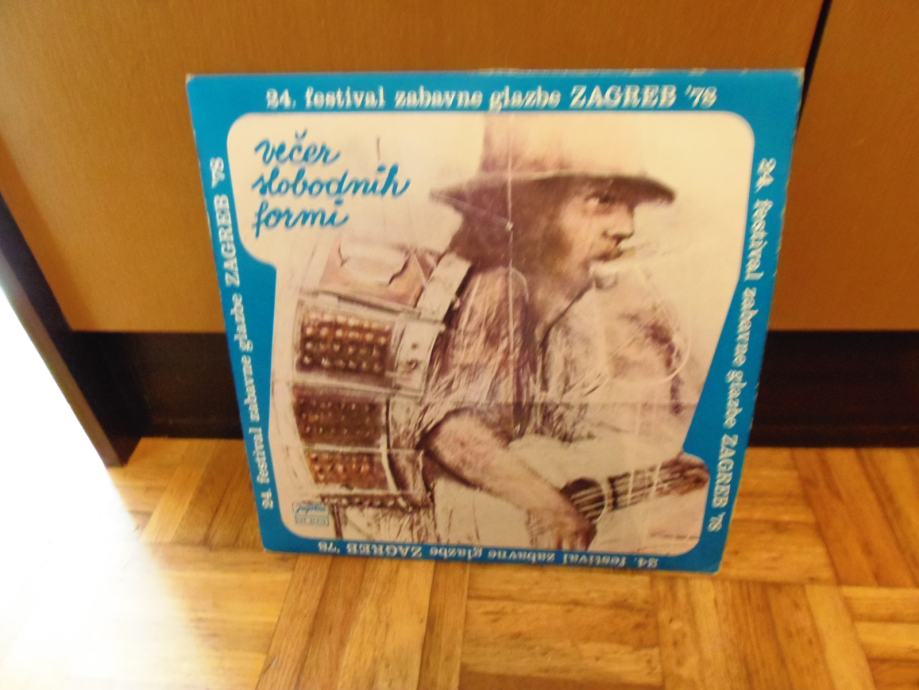 24. festival zabavne glazbe ZAGREB '78
večer
slobodnih
formi
24. festival zabavne glazbe ZAGREB '78
24. festival zabavne glazbe ZAGREB '78
24. festival zabavne glazbe ZAGREB '78